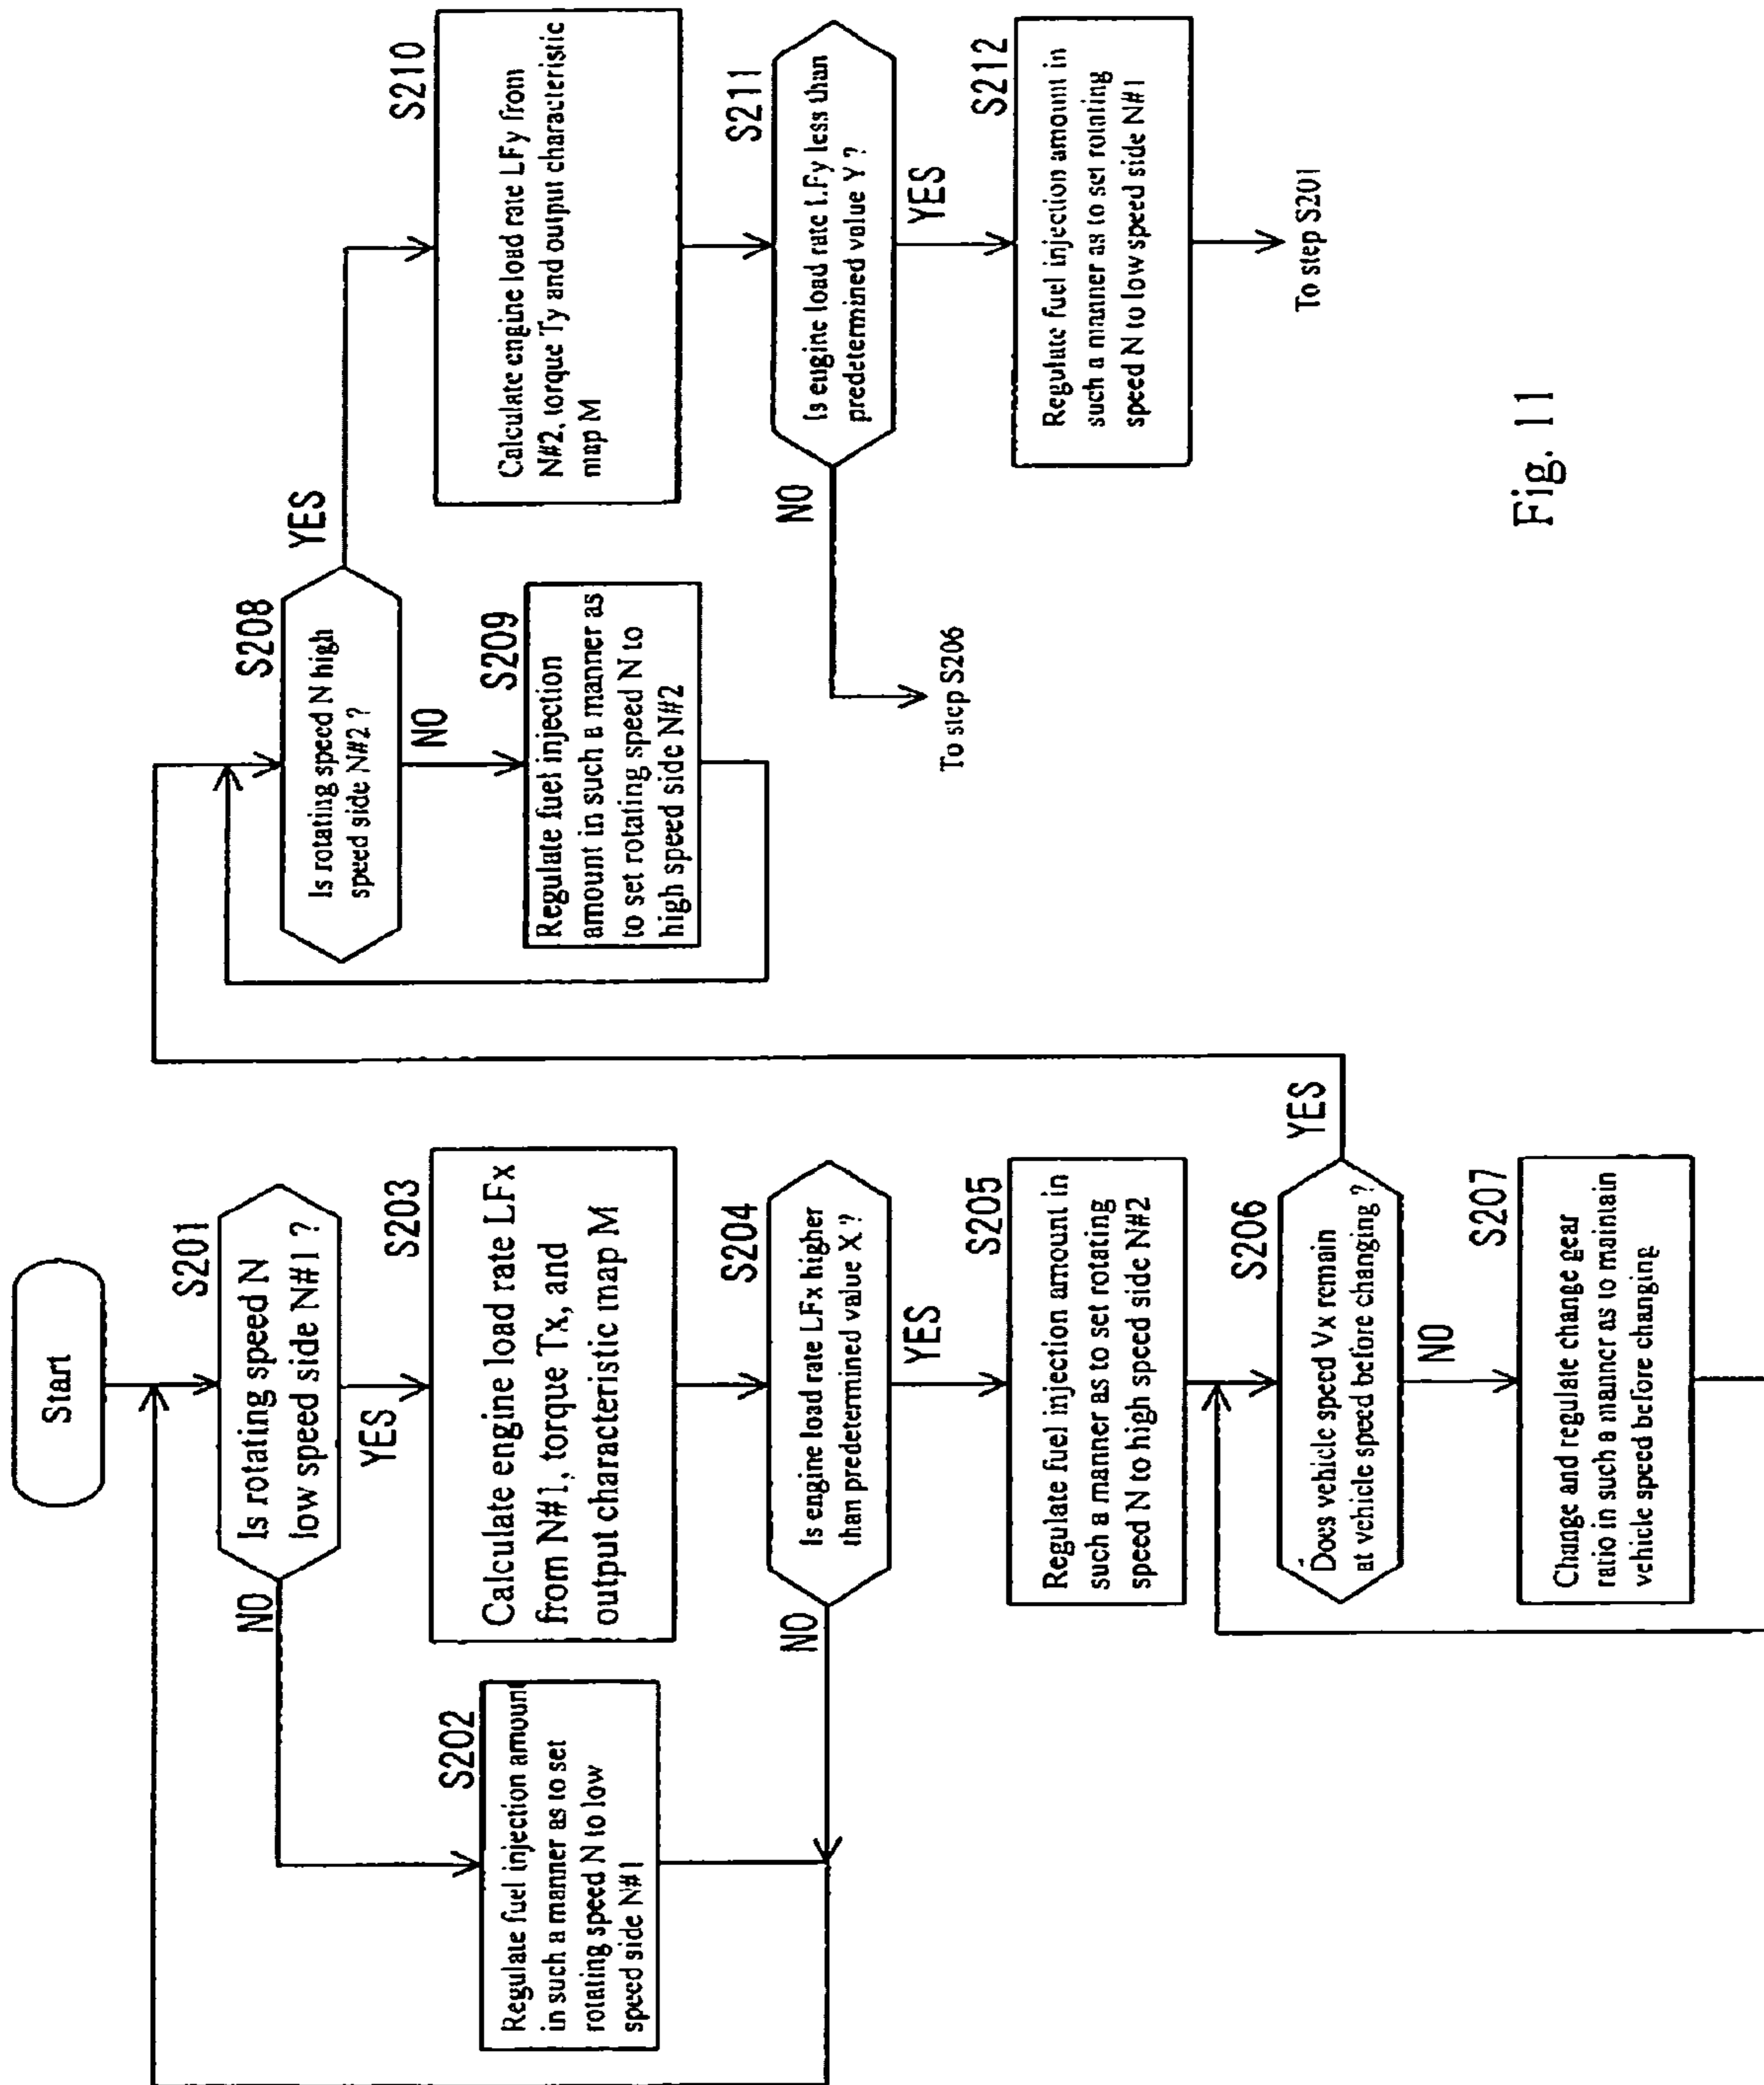 Start
S201
Is rotating speed N
low speed side N#1 ?
NO
YES
S202
Regulate fuel injection amount
in such a manner as to set
rotating speed N to low
speed side N#1
S203
Calculate engine load rate LFx
from N#1, torque Tx, and
output characteristic map M
S204
Is engine load rate LFx higher
than predetermined value X ?
NO
YES
S205
Regulate fuel injection amount in
such a manner as to set rotating
speed N to high speed side N#2
S206
Does vehicle speed Vx remain
at vehicle speed before changing ?
YES
NO
S207
Change and regulate change gear
ratio in such a manner as to maintain
vehicle speed before changing
S208
Is rotating speed N high
speed side N#2 ?
YES
NO
S209
Regulate fuel injection
amount in such a manner as
to set rotating speed N to
high speed side N#2
S210
Calculate engine load rate LFy from
N#2, torque Ty and output characteristic
map M
S211
Is engine load rate LFy less than
predetermined value Y ?
NO
YES
To step S206
S212
Regulate fuel injection amount in
such a manner as to set rotating
speed N to low speed side N#1
To step S201
Fig. 11